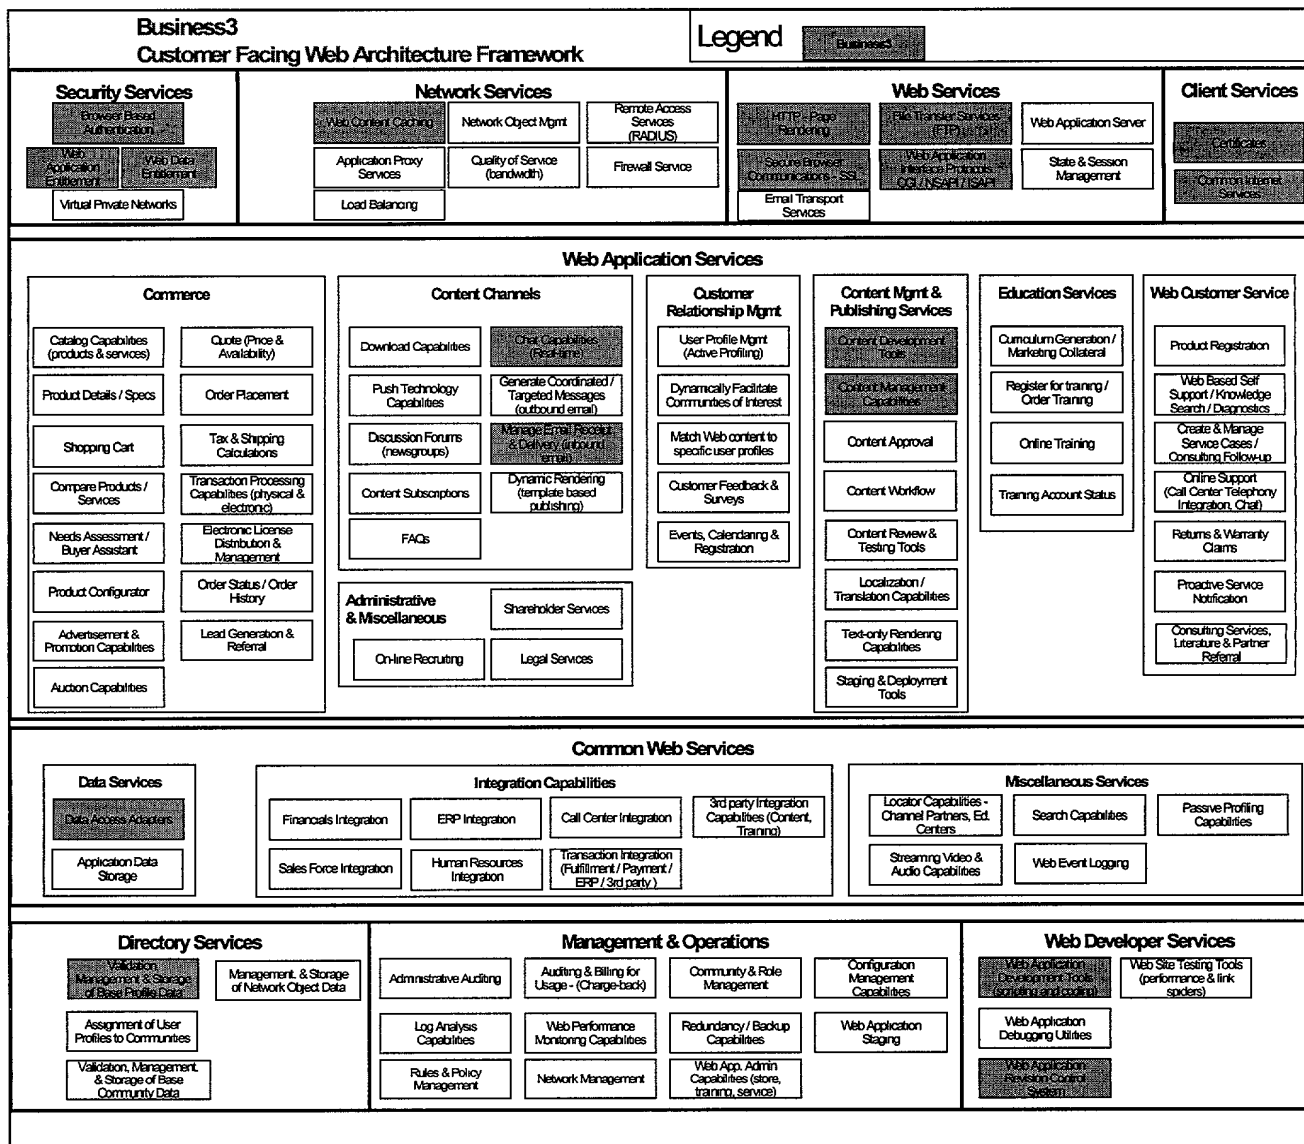 Business3
Customer Facing Web Architecture Framework
Legend
Business3
Security Services
Browser Based
Authentication
Web
Application
Entitlement
Web Data
Entitlement
Virtual Private Networks
Network Services
Web Content Caching
Network Object Mgmt
Remote Access
Services
(RADIUS)
Application Proxy
Services
Quality of Service
(bandwidth)
Firewall Service
Load Balancing
Web Services
HTTP - Page
Rendering
File Transfer Services
(FTP)
Web Application Server
Secure Browser
Communications - SSL
Web Application
Interface Protocols
CGI / NSAPI / ISAPI
State & Session
Management
Email Transport
Services
Client Services
Certificates
Common Internet
Services
Web Application Services
Commerce
Catalog Capabilities
(products & services)
Quote (Price &
Availability)
Product Details / Specs
Order Placement
Shopping Cart
Tax & Shipping
Calculations
Compare Products /
Services
Transaction Processing
Capabilities (physical &
electronic)
Needs Assessment /
Buyer Assistant
Electronic License
Distribution &
Management
Product Configurator
Order Status / Order
History
Advertisement &
Promotion Capabilities
Lead Generation &
Referral
Auction Capabilities
Content Channels
Download Capabilities
Chat Capabilities
(Real-time)
Push Technology
Capabilities
Generate Coordinated /
Targeted Messages
(outbound email)
Discussion Forums
(newsgroups)
Manage Email Receipt
& Delivery (inbound
email)
Content Subscriptions
Dynamic Rendering
(template based
publishing)
FAQs
Administrative
& Miscellaneous
Shareholder Services
On-line Recruiting
Legal Services
Customer
Relationship Mgmt
User Profile Mgmt
(Active Profiling)
Dynamically Facilitate
Communities of Interest
Match Web content to
specific user profiles
Customer Feedback &
Surveys
Events, Calendaring &
Registration
Content Mgmt &
Publishing Services
Content Development
Tools
Content Management
Capabilities
Content Approval
Content Workflow
Content Review &
Testing Tools
Localization /
Translation Capabilities
Text-only Rendering
Capabilities
Staging & Deployment
Tools
Education Services
Curriculum Generation /
Marketing Collateral
Register for training /
Order Training
Online Training
Training Account Status
Web Customer Service
Product Registration
Web Based Self
Support / Knowledge
Search / Diagnostics
Create & Manage
Service Cases /
Consulting Follow-up
Online Support
(Call Center Telephony
Integration, Chat)
Returns & Warranty
Claims
Proactive Service
Notification
Consulting Services,
Literature & Partner
Referral
Common Web Services
Data Services
Data Access Adapters
Application Data
Storage
Integration Capabilities
Financials Integration
ERP Integration
Call Center Integration
3rd party Integration
Capabilities (Content,
Training)
Sales Force Integration
Human Resources
Integration
Transaction Integration
(Fulfillment / Payment /
ERP / 3rd party )
Miscellaneous Services
Locator Capabilities -
Channel Partners, Ed.
Centers
Search Capabilities
Passive Profiling
Capabilities
Streaming Video &
Audio Capabilities
Web Event Logging
Directory Services
Validation
Management & Storage
of Base Profile Data
Management, & Storage
of Network Object Data
Assignment of User
Profiles to Communities
Validation, Management,
& Storage of Base
Community Data
Management & Operations
Administrative Auditing
Auditing & Billing for
Usage - (Charge-back)
Community & Role
Management
Configuration
Management
Capabilities
Log Analysis
Capabilities
Web Performance
Monitoring Capabilities
Redundancy / Backup
Capabilities
Web Application
Staging
Rules & Policy
Management
Network Management
Web App. Admin
Capabilities (store,
training, service)
Web Developer Services
Web Application
Development Tools
(scripting and coding)
Web Site Testing Tools
(performance & link
spiders)
Web Application
Debugging Utilities
Web Application
Revision Control
System